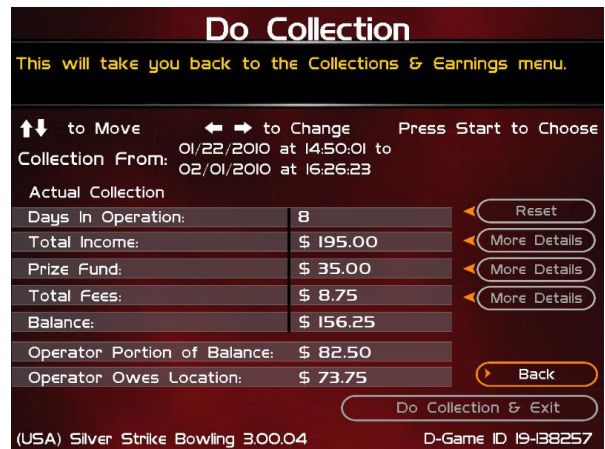 Do Collection
This will take you back to the Collections & Earnings menu.
to Move to Change Press Start to Choose
Collection From: 01/22/2010 at 14:50:01 to
02/01/2010 at 16:26:23
Actual Collection
Days In Operation: 8 Reset
Total Income: $ 195.00 More Details
Prize Fund: $ 35.00 More Details
Total Fees: $ 8.75 More Details
Balance: $ 156.25
Operator Portion of Balance: $ 82.50
Operator Owes Location: $ 73.75 Back
Do Collection & Exit
(USA) Silver Strike Bowling 3.00.04 D-Game ID 19-138257